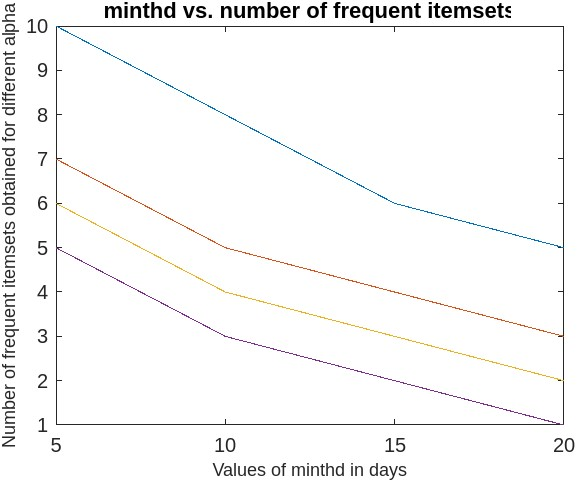 minthd vs. number of frequent itemsets
Number of frequent itemsets obtained for different alpha
10
9
8
7
6
5
4
3
2
1
5 10 15 20
Values of minthd in days